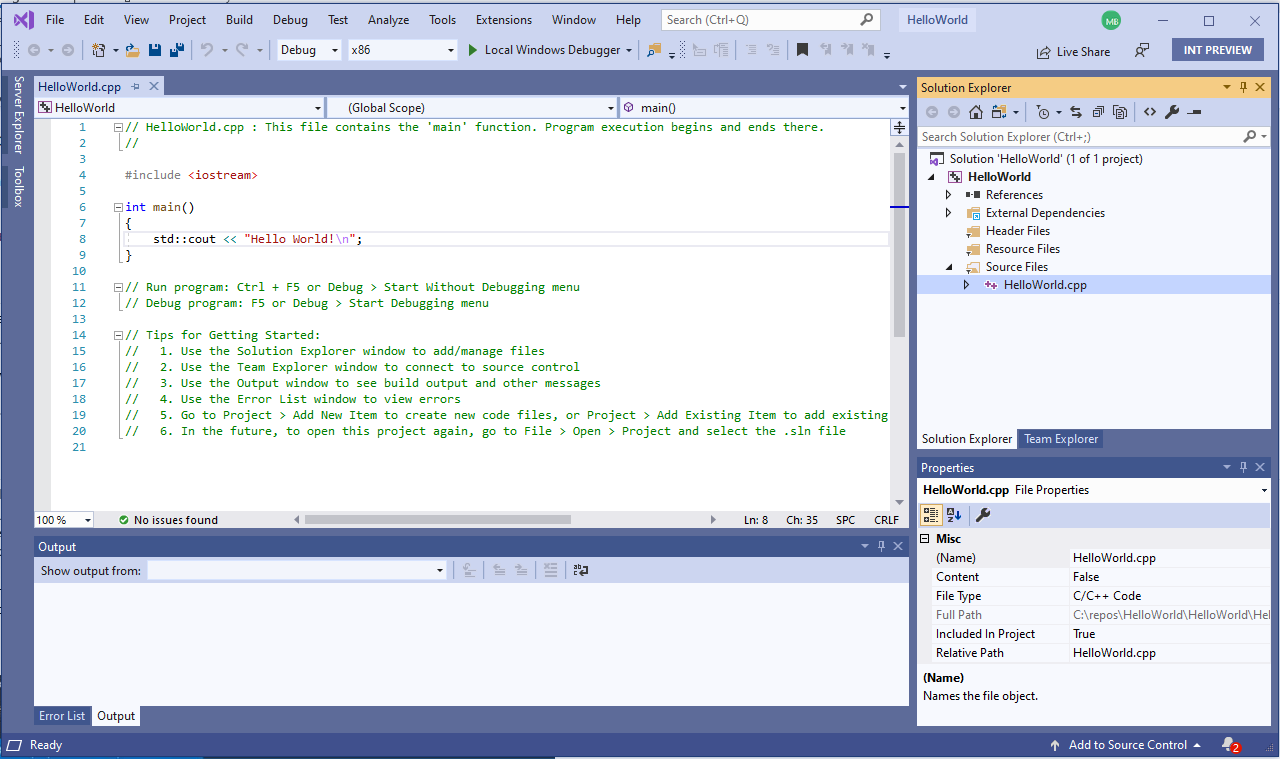 File Edit View Project Build Debug Test Analyze Tools Extensions Window Help Search (Ctrl+Q) HelloWorld MB
Debug x86 Local Windows Debugger Live Share INT PREVIEW
Server Explorer
Toolbox
HelloWorld.cpp
HelloWorld (Global Scope) main()
1 // HelloWorld.cpp : This file contains the 'main' function. Program execution begins and ends there.
2 //
3
4 #include <iostream>
5
6 int main()
7 {
8 std::cout << "Hello World!\n";
9 }
10
11 // Run program: Ctrl + F5 or Debug > Start Without Debugging menu
12 // Debug program: F5 or Debug > Start Debugging menu
13
14 // Tips for Getting Started:
15 //   1. Use the Solution Explorer window to add/manage files
16 //   2. Use the Team Explorer window to connect to source control
17 //   3. Use the Output window to see build output and other messages
18 //   4. Use the Error List window to view errors
19 //   5. Go to Project > Add New Item to create new code files, or Project > Add Existing Item to add existing
20 //   6. In the future, to open this project again, go to File > Open > Project and select the .sln file
21
100 % No issues found Ln: 8 Ch: 35 SPC CRLF
Output
Show output from:
Error List Output
Solution Explorer
Search Solution Explorer (Ctrl+;)
Solution 'HelloWorld' (1 of 1 project)
HelloWorld
References
External Dependencies
Header Files
Resource Files
Source Files
HelloWorld.cpp
Solution Explorer Team Explorer
Properties
HelloWorld.cpp File Properties
Misc
(Name) HelloWorld.cpp
Content False
File Type C/C++ Code
Full Path C:\repos\HelloWorld\HelloWorld\Hel
Included In Project True
Relative Path HelloWorld.cpp
(Name)
Names the file object.
Ready Add to Source Control 2